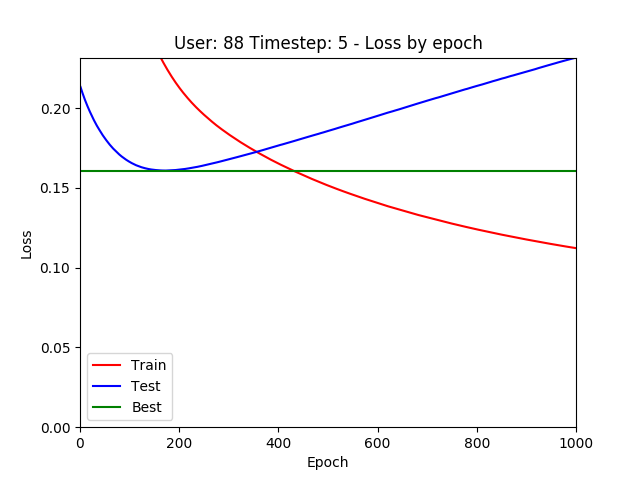 User: 88 Timestep: 5 - Loss by epoch
0.20
0.15
0.10
0.05
0.00
Loss
Train
Test
Best
0 200 400 600 800 1000
Epoch